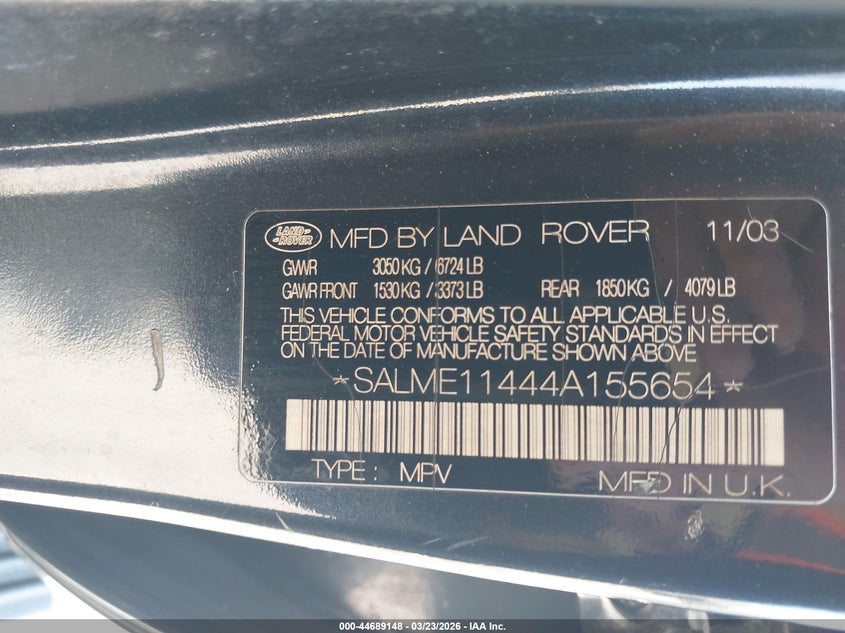 LAND ROVER
MFD BY LAND ROVER 11/03
GWWR 3050 KG / 6724 LB
GAWR FRONT 1530 KG / 3373 LB REAR 1850 KG / 4079 LB
THIS VEHICLE CONFORMS TO ALL APPLICABLE U.S.
FEDERAL MOTOR VEHICLE SAFETY STANDARDS IN EFFECT
ON THE DATE OF MANUFACTURE SHOWN ABOVE
*SALME11444A155654*
TYPE : MPV MFD IN U.K.
000-44689148 - 03/23/2026 - IAA Inc.